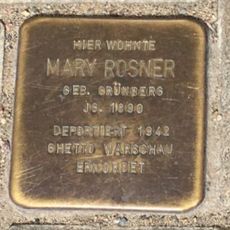 HIER WOHNTE
MARY ROSNER
GEB. GRÜNBERG
JG. 1890
DEPORTIERT 1942
GHETTO WARSCHAU
ERMORDET